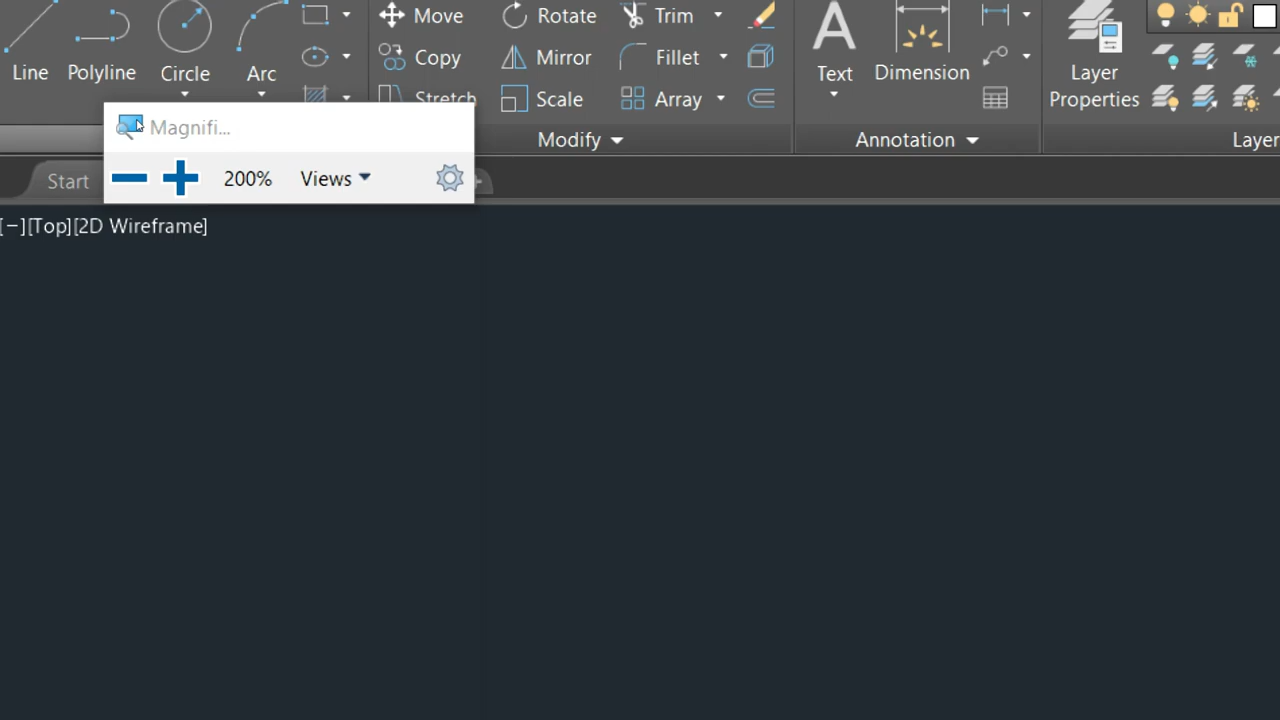 Move Rotate Trim
Line Polyline Circle Arc Copy Mirror Fillet Text Dimension Layer
Properties
Stretch Scale Array
Magnifi...
Modify Annotation Layer
Start
200% Views
[−][Top][2D Wireframe]